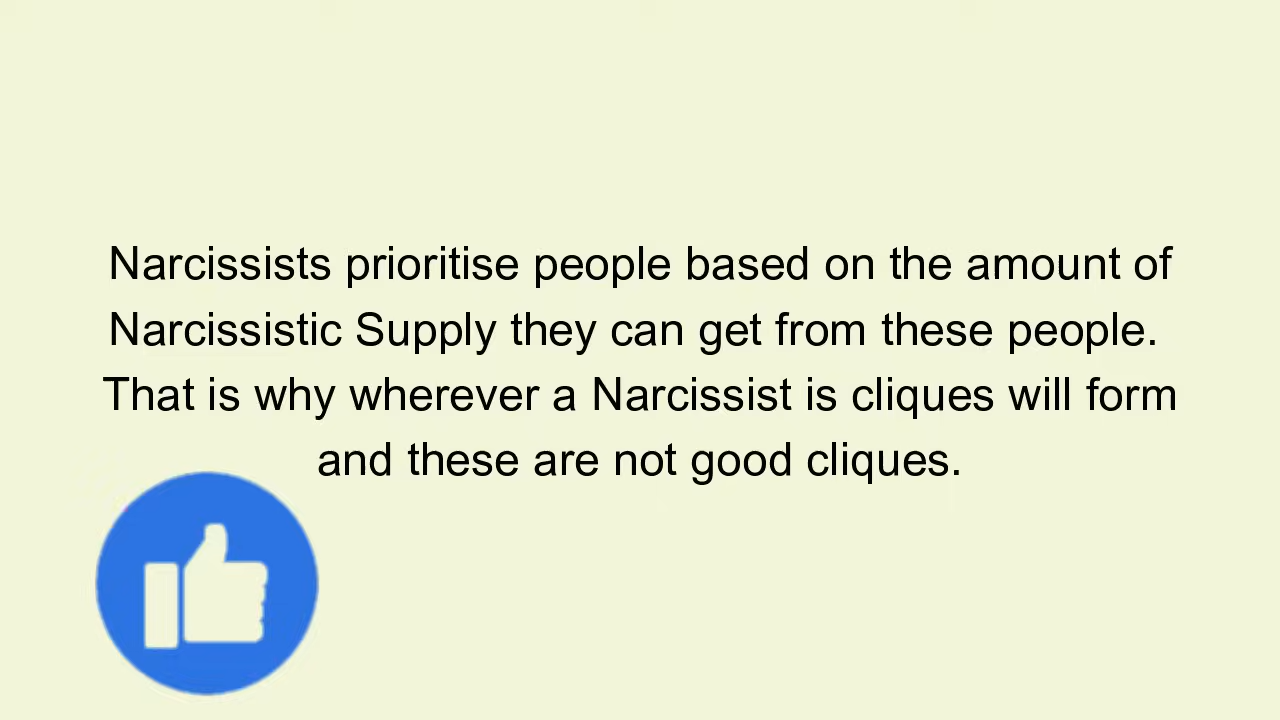 Narcissists prioritise people based on the amount of
Narcissistic Supply they can get from these people.
That is why wherever a Narcissist is cliques will form
and these are not good cliques.